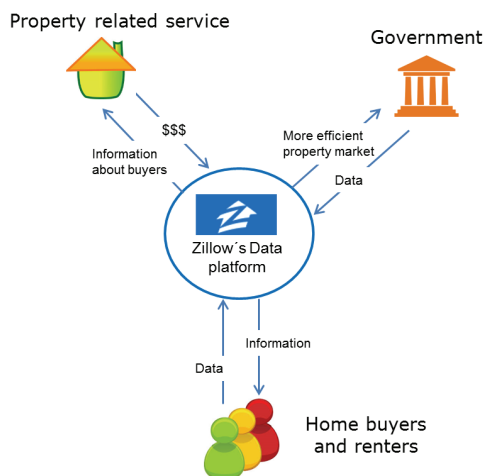 Property related service
Government
$$$
More efficient
property market
Information
about buyers
Data
Zillow´s Data
platform
Information
Data
Home buyers
and renters